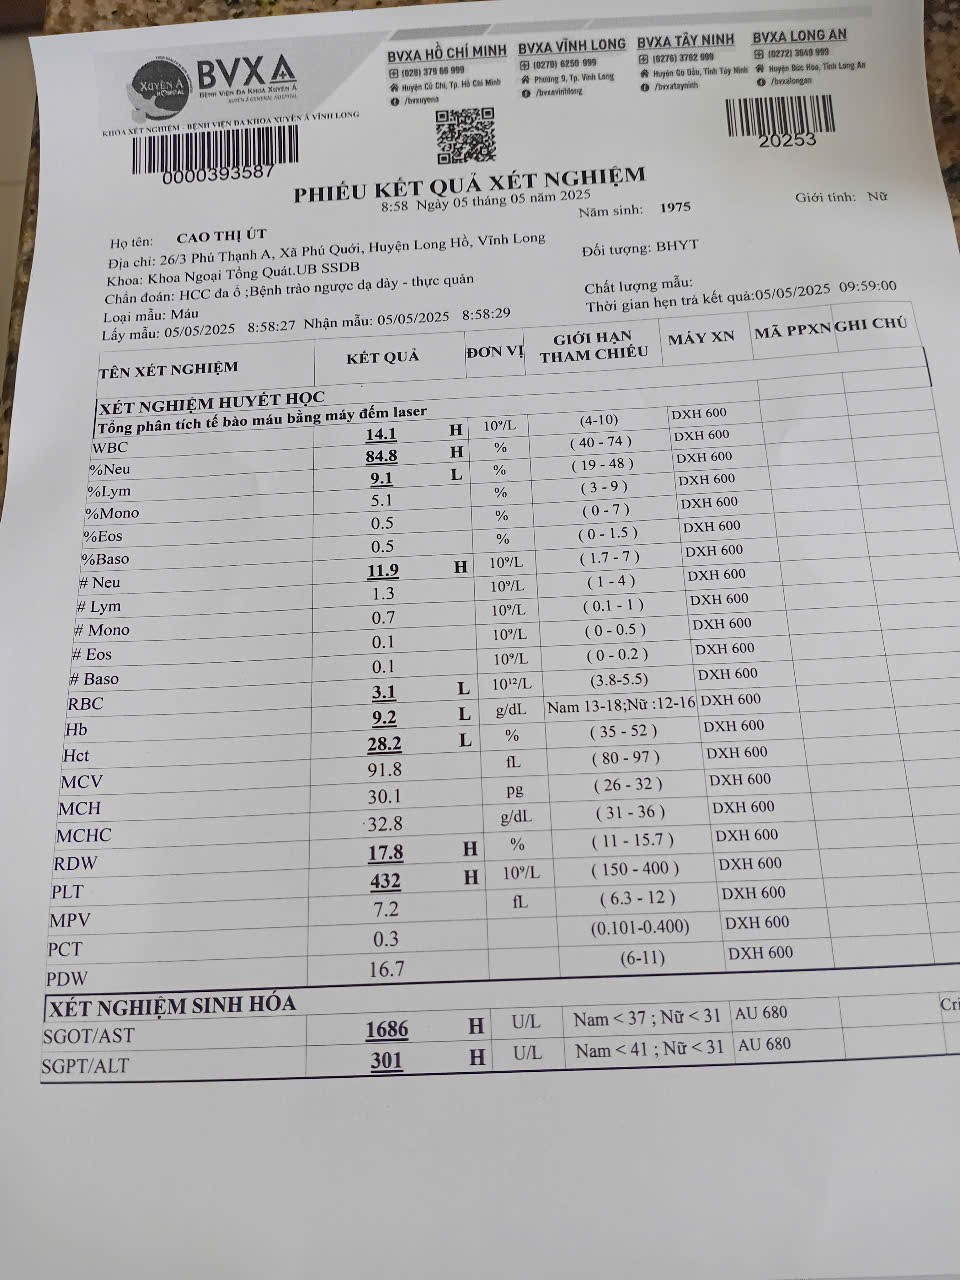 XUYÊN Á
HOSPITAL
BVXA
BỆNH VIỆN ĐA KHOA XUYÊN Á
XUYEN A GENERAL HOSPITAL
BVXA HỒ CHÍ MINH
(028) 379 66 999
Huyện Củ Chi, Tp. Hồ Chí Minh
/bvxuyena
BVXA VĨNH LONG
(0270) 6250 999
Phường 9, Tp. Vĩnh Long
/bvxavinhlong
BVXA TÂY NINH
(0276) 3762 999
Huyện Gò Dầu, Tỉnh Tây Ninh
/bvxatayninh
BVXA LONG AN
(0272) 3640 999
Huyện Đức Hòa, Tỉnh Long An
/bvxalongan
KHOA XÉT NGHIỆM - BỆNH VIỆN ĐA KHOA XUYÊN Á VĨNH LONG
0000393587
20253
PHIẾU KẾT QUẢ XÉT NGHIỆM
8:58 Ngày 05 tháng 05 năm 2025
Họ tên: CAO THỊ ÚT Năm sinh: 1975 Giới tính: Nữ
Địa chỉ: 26/3 Phú Thạnh A, Xã Phú Quới, Huyện Long Hồ, Vĩnh Long
Khoa: Khoa Ngoại Tổng Quát.UB SSDB Đối tượng: BHYT
Chẩn đoán: HCC đa ổ ;Bệnh trào ngược dạ dày - thực quản
Loại mẫu: Máu Chất lượng mẫu:
Lấy mẫu: 05/05/2025 8:58:27 Nhận mẫu: 05/05/2025 8:58:29 Thời gian hẹn trả kết quả:05/05/2025 09:59:00
TÊN XÉT NGHIỆM KẾT QUẢ ĐƠN VỊ GIỚI HẠN THAM CHIẾU MÁY XN MÃ PPXN GHI CHÚ
XÉT NGHIỆM HUYẾT HỌC
Tổng phân tích tế bào máu bằng máy đếm laser
WBC 14.1 H 10⁹/L (4-10) DXH 600
%Neu 84.8 H % ( 40 - 74 ) DXH 600
%Lym 9.1 L % ( 19 - 48 ) DXH 600
%Mono 5.1 % ( 3 - 9 ) DXH 600
%Eos 0.5 % ( 0 - 7 ) DXH 600
%Baso 0.5 % ( 0 - 1.5 ) DXH 600
# Neu 11.9 H 10⁹/L ( 1.7 - 7 ) DXH 600
# Lym 1.3 10⁹/L ( 1 - 4 ) DXH 600
# Mono 0.7 10⁹/L ( 0.1 - 1 ) DXH 600
# Eos 0.1 10⁹/L ( 0 - 0.5 ) DXH 600
# Baso 0.1 10⁹/L ( 0 - 0.2 ) DXH 600
RBC 3.1 L 10¹²/L (3.8-5.5) DXH 600
Hb 9.2 L g/dL Nam 13-18;Nữ :12-16 DXH 600
Hct 28.2 L % ( 35 - 52 ) DXH 600
MCV 91.8 fL ( 80 - 97 ) DXH 600
MCH 30.1 pg ( 26 - 32 ) DXH 600
MCHC 32.8 g/dL ( 31 - 36 ) DXH 600
RDW 17.8 H % ( 11 - 15.7 ) DXH 600
PLT 432 H 10⁹/L ( 150 - 400 ) DXH 600
MPV 7.2 fL ( 6.3 - 12 ) DXH 600
PCT 0.3 (0.101-0.400) DXH 600
PDW 16.7 (6-11) DXH 600
XÉT NGHIỆM SINH HÓA
SGOT/AST 1686 H U/L Nam < 37 ; Nữ < 31 AU 680 Cri
SGPT/ALT 301 H U/L Nam < 41 ; Nữ < 31 AU 680